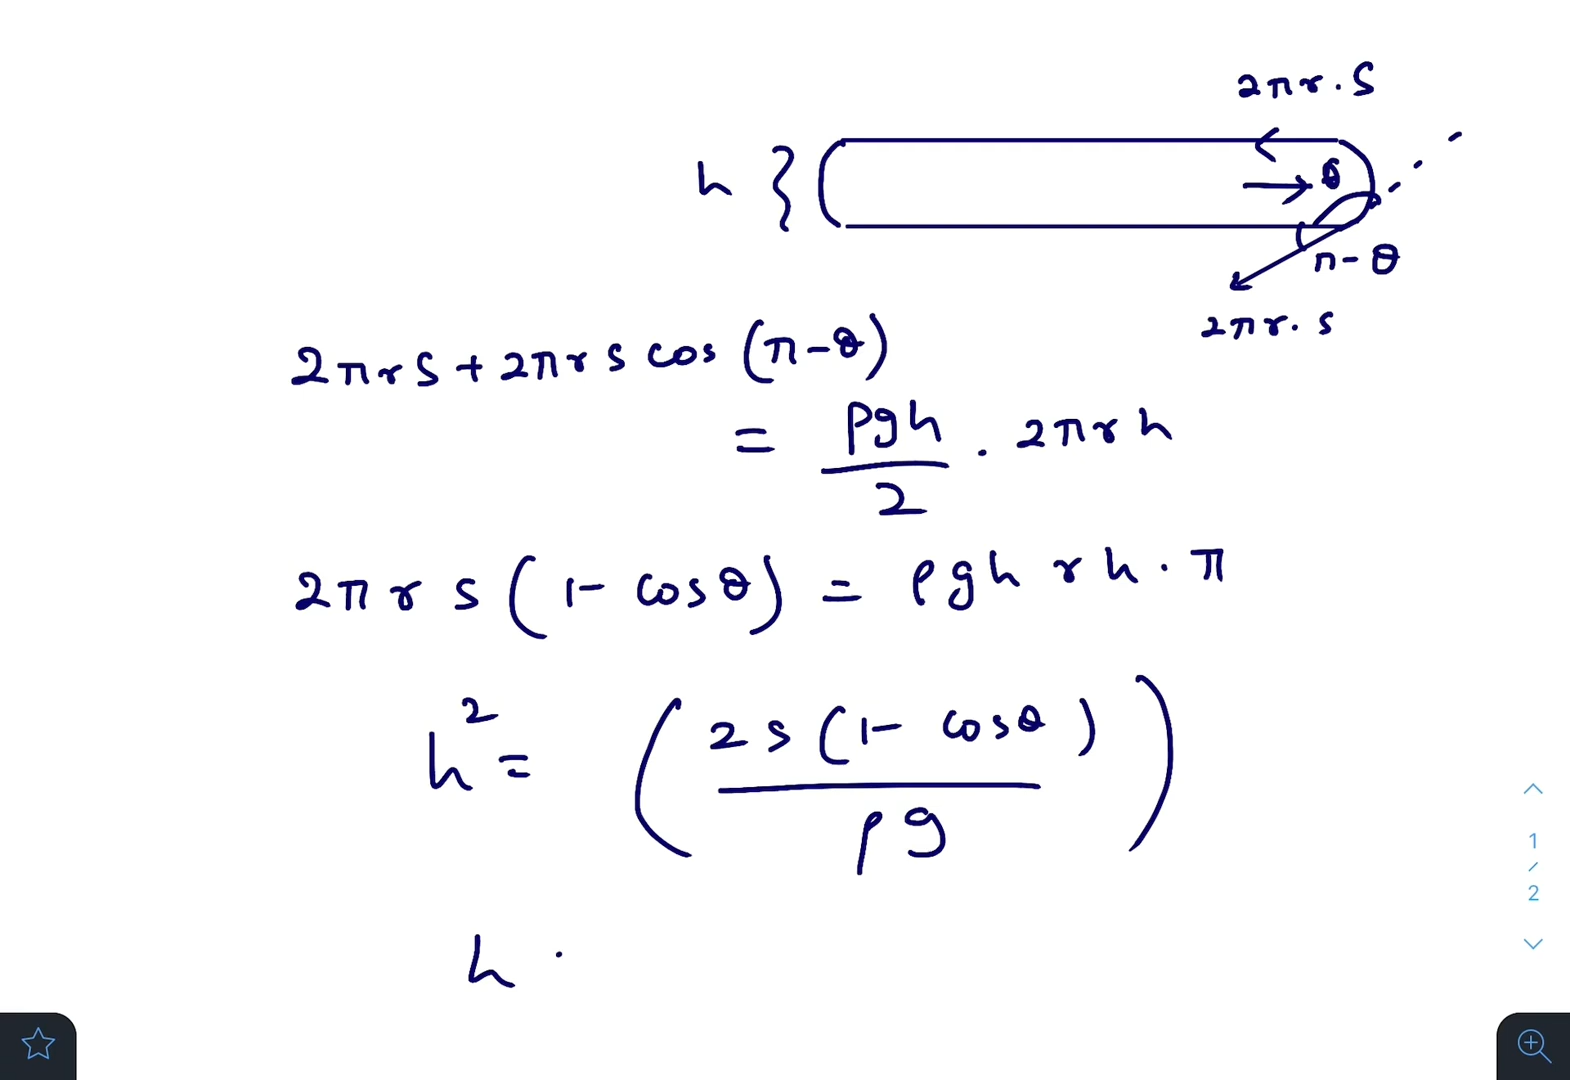 2πr.S
h { θ
π-θ
2πr.s
2πrS + 2πrs cos (π-θ)
= ρgh/2 . 2πrh
2πrs (1- cosθ) = ρgh rh.π
h² = (2s(1- cosθ)/ρg)
h .
1
/
2